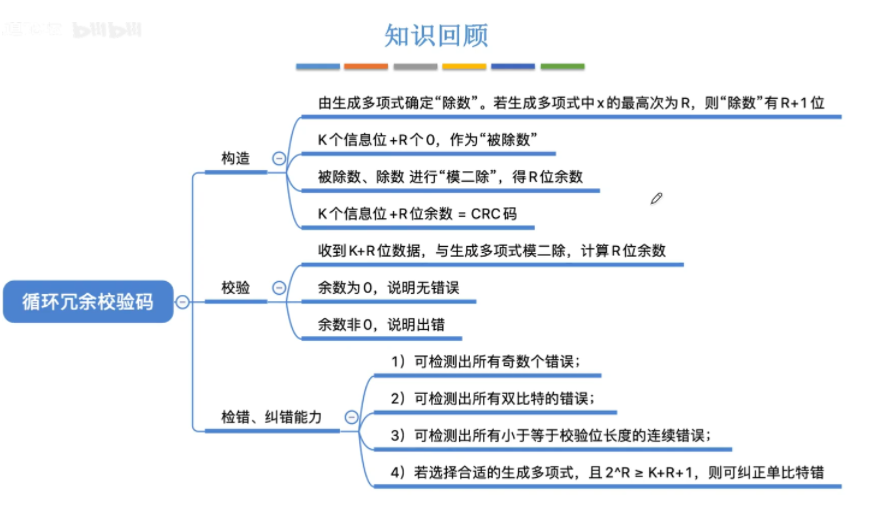 bilibili
知识回顾
由生成多项式确定“除数”。若生成多项式中x的最高次为R，则“除数”有R+1位
K个信息位+R个0，作为“被除数”
构造
被除数、除数 进行“模二除”，得R位余数
K个信息位+R位余数 = CRC码
收到K+R位数据，与生成多项式模二除，计算R位余数
循环冗余校验码
校验
余数为0，说明无错误
余数非0，说明出错
1）可检测出所有奇数个错误；
2）可检测出所有双比特的错误；
检错、纠错能力
3）可检测出所有小于等于校验位长度的连续错误；
4）若选择合适的生成多项式，且2^R ≥ K+R+1，则可纠正单比特错